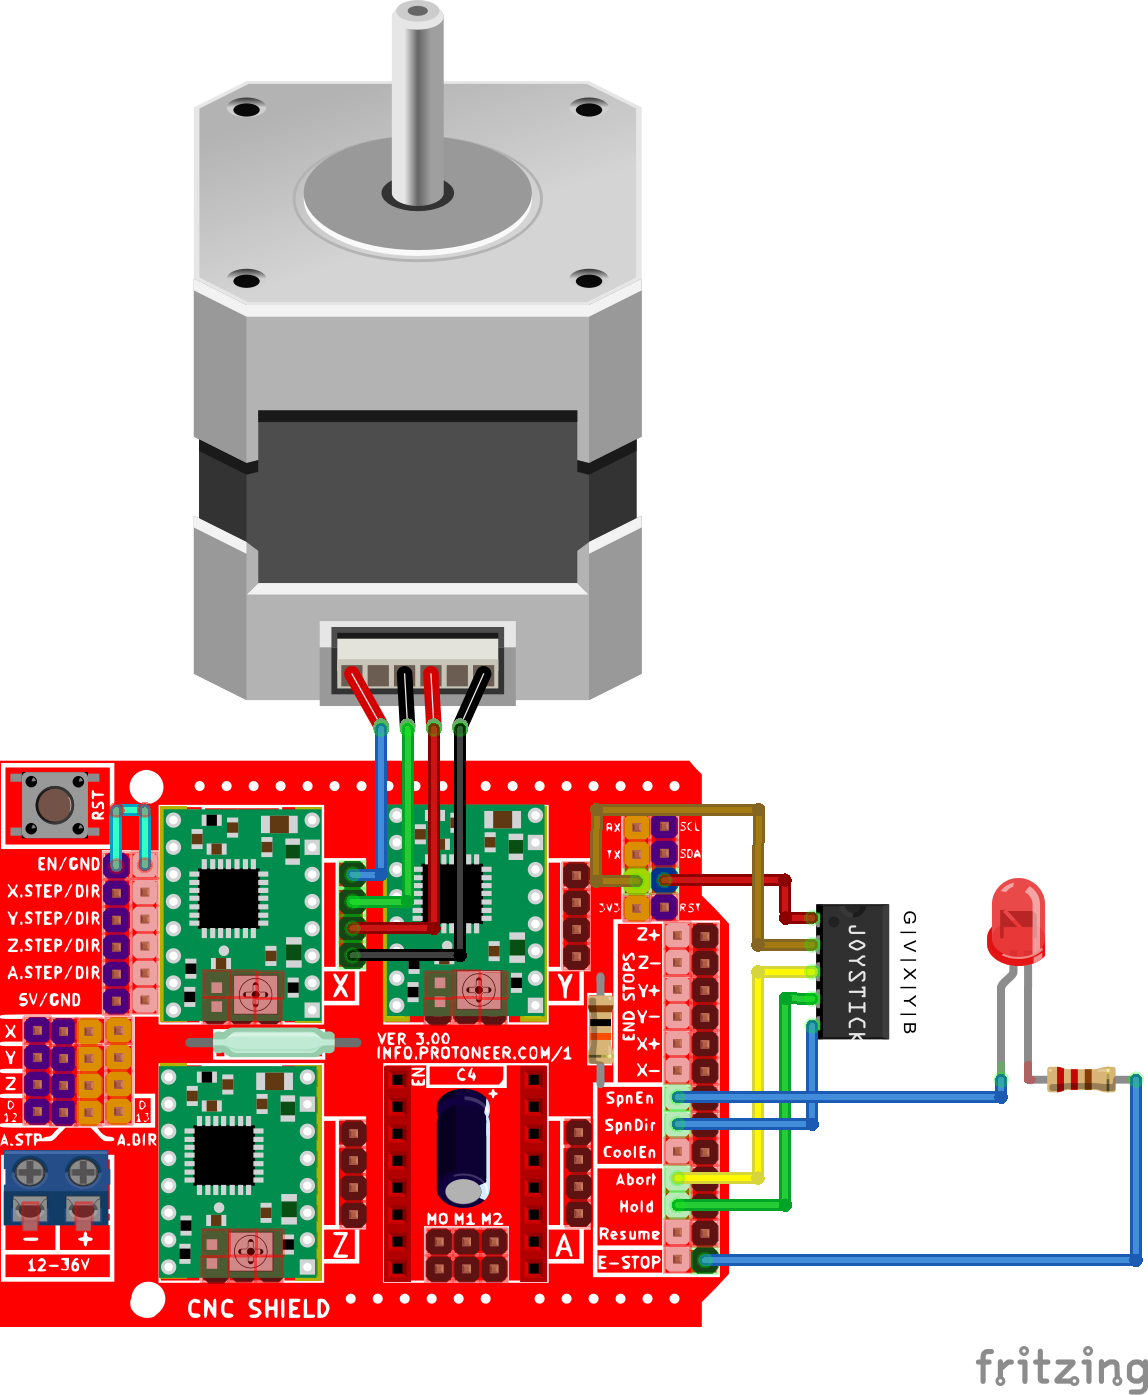 RST
EN/GND
X.STEP/DIR
Y.STEP/DIR
Z.STEP/DIR
A.STEP/DIR
5V/GND
X
Y
Z
D
12
D
13
A.STP
A.DIR
-
+
12-36V
X
Y
Z
A
VER 3.00
INFO.PROTONEER.COM/1
EN
C4
+
M0 M1 M2
CNC SHIELD
RX
SCL
TX
SDA
3V3
RST
END STOPS
Z+
Z-
Y+
Y-
X+
X-
SpnEn
SpnDir
CoolEn
Abort
Hold
Resume
E-STOP
JOYSTICK
G|V|X|Y|B
fritzing